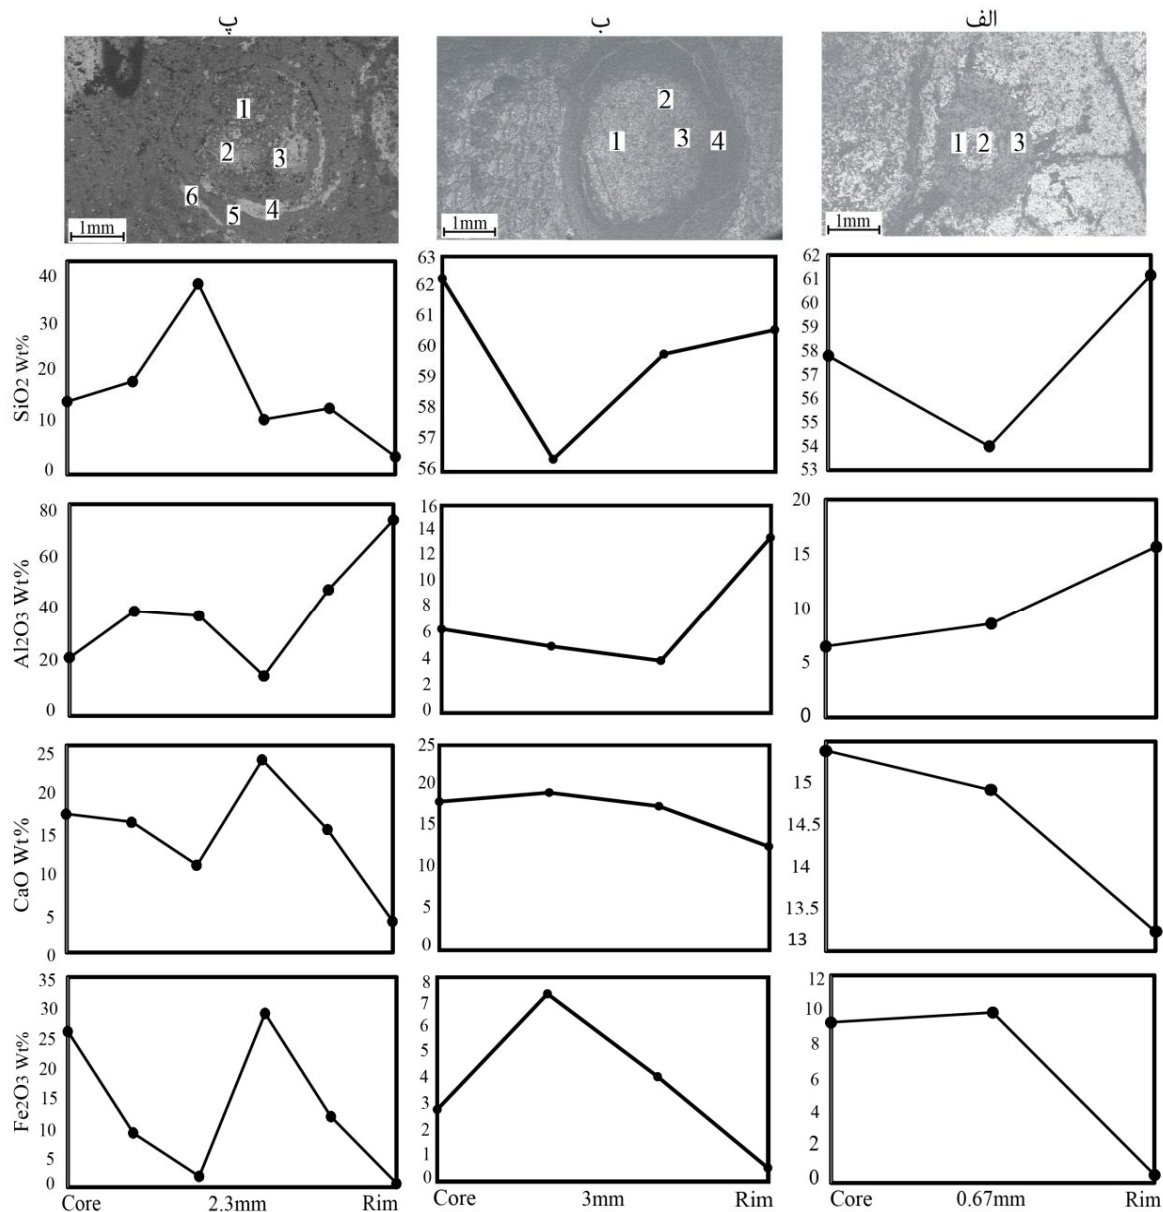 پ ب الف
1 2 3 4 5 6 1mm
1 2 3 4 1mm
1 2 3 1mm
SiO2 Wt%
40 30 20 10 0
63 62 61 60 59 58 57 56
62 61 60 59 58 57 56 55 54 53
Al2O3 Wt%
80 60 40 20 0
16 14 12 10 8 6 4 2 0
20 15 10 5 0
CaO Wt%
25 20 15 10 5 0
25 20 15 10 5 0
15 14.5 14 13.5 13
Fe2O3 Wt%
35 30 25 20 15 10 5 0
8 7 6 5 4 3 2 1 0
12 10 8 6 4 2 0
Core 2.3mm Rim Core 3mm Rim Core 0.67mm Rim